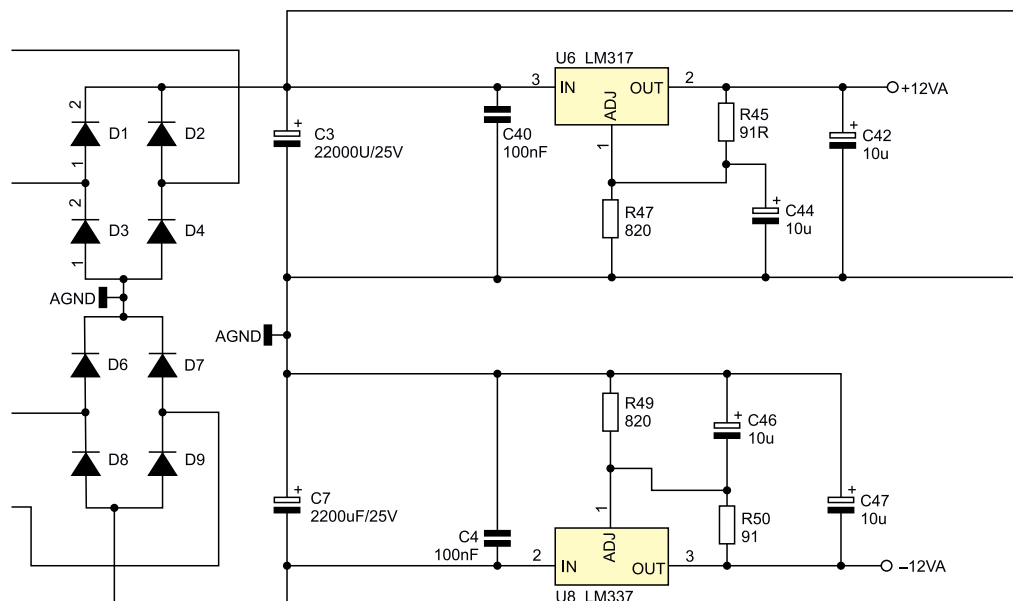 U6 LM317
3
IN
OUT
2
ADJ
1
+12VA
R45
91R
C42
10u
+
C40
100nF
+
C3
22000U/25V
2
D1
D2
1
2
D3
D4
1
R47
820
+
C44
10u
AGND
AGND
D6
D7
R49
820
+
C46
10u
D8
D9
+
C7
2200uF/25V
C4
100nF
1
ADJ
R50
91
+
C47
10u
2
IN
OUT
3
–12VA
U8 LM337